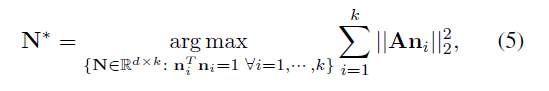 N* = arg max_{N∈ℝ^{d×k}: n_i^T n_i=1 ∀i=1,⋯,k} ∑_{i=1}^{k} ||An_i||_2^2, (5)